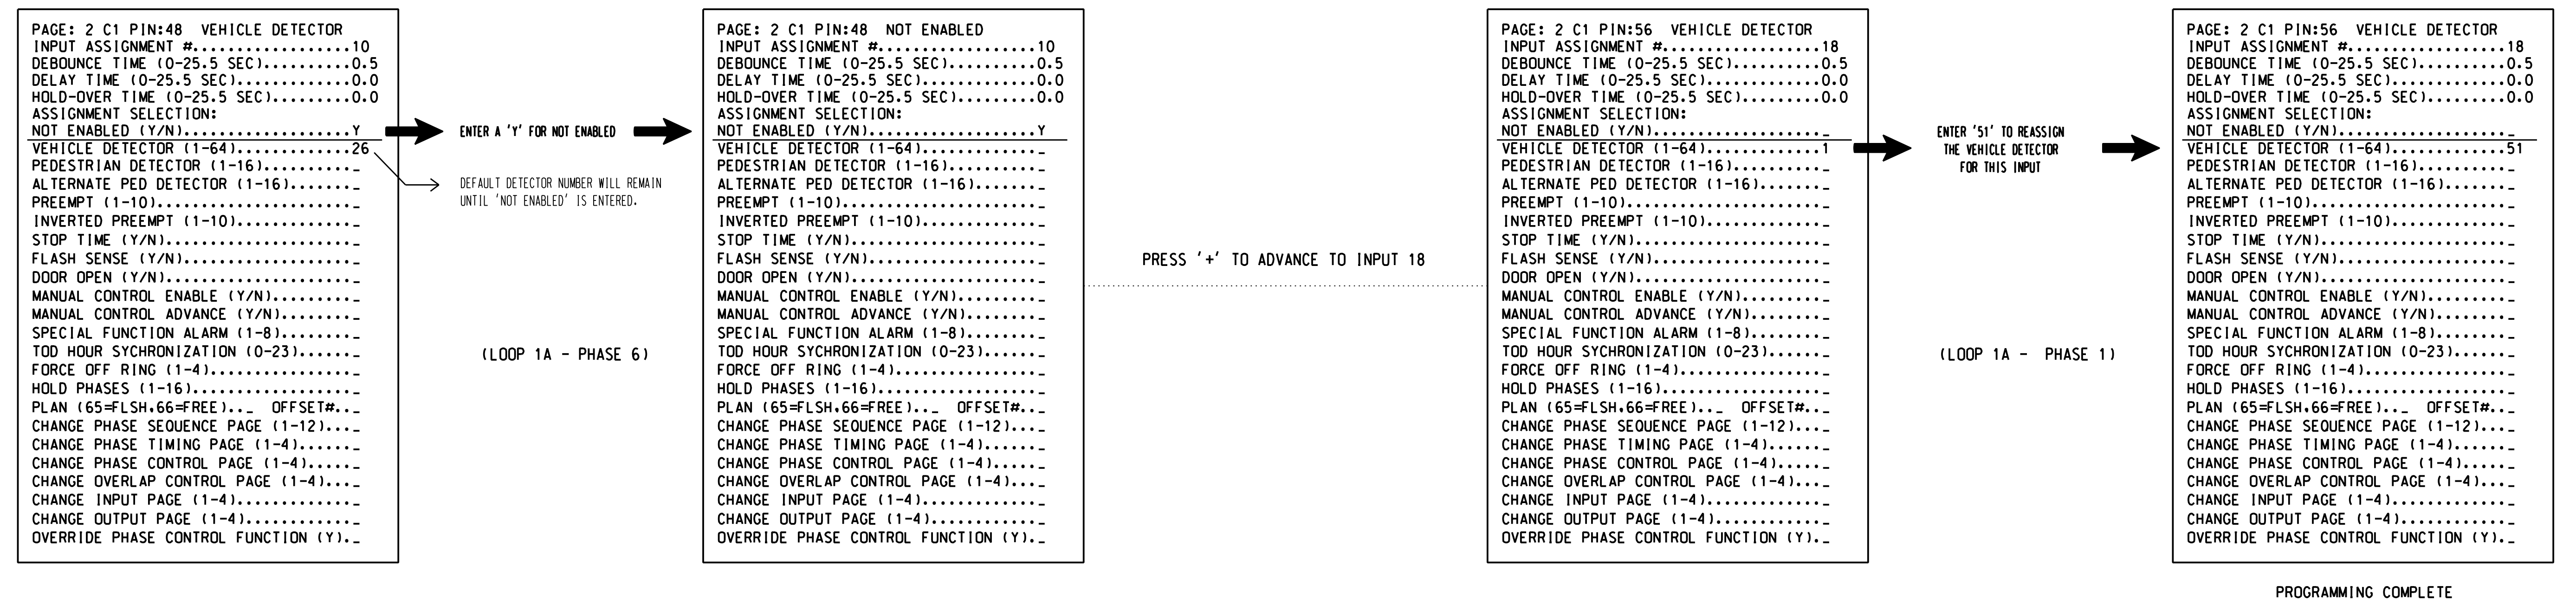 PAGE: 2 C1 PIN:48 VEHICLE DETECTOR
INPUT ASSIGNMENT #...................10
DEBOUNCE TIME (0-25.5 SEC).........0.5
DELAY TIME (0-25.5 SEC)............0.0
HOLD-OVER TIME (0-25.5 SEC).........0.0
ASSIGNMENT SELECTION:
NOT ENABLED (Y/N)....................Y
VEHICLE DETECTOR (1-64).............26
PEDESTRIAN DETECTOR (1-16)..........._
ALTERNATE PED DETECTOR (1-16)......._
PREEMPT (1-10)......................_
INVERTED PREEMPT (1-10)............._
STOP TIME (Y/N)......................_
FLASH SENSE (Y/N)...................._
DOOR OPEN (Y/N)......................_
MANUAL CONTROL ENABLE (Y/N)........._
MANUAL CONTROL ADVANCE (Y/N)........_
SPECIAL FUNCTION ALARM (1-8)........_
TOD HOUR SYCHRONIZATION (0-23)......_
FORCE OFF RING (1-4)................_
HOLD PHASES (1-16).................._
PLAN (65=FLSH,66=FREE).._ OFFSET#.._
CHANGE PHASE SEQUENCE PAGE (1-12)..._
CHANGE PHASE TIMING PAGE (1-4)......_
CHANGE PHASE CONTROL PAGE (1-4)....._
CHANGE OVERLAP CONTROL PAGE (1-4)..._
CHANGE INPUT PAGE (1-4)............._
CHANGE OUTPUT PAGE (1-4)............_
OVERRIDE PHASE CONTROL FUNCTION (Y)._
ENTER A 'Y' FOR NOT ENABLED
DEFAULT DETECTOR NUMBER WILL REMAIN
UNTIL 'NOT ENABLED' IS ENTERED.
(LOOP 1A - PHASE 6)
PAGE: 2 C1 PIN:48 NOT ENABLED
INPUT ASSIGNMENT #...................10
DEBOUNCE TIME (0-25.5 SEC).........0.5
DELAY TIME (0-25.5 SEC)............0.0
HOLD-OVER TIME (0-25.5 SEC).........0.0
ASSIGNMENT SELECTION:
NOT ENABLED (Y/N)....................Y
VEHICLE DETECTOR (1-64)............._
PEDESTRIAN DETECTOR (1-16)..........._
ALTERNATE PED DETECTOR (1-16)......._
PREEMPT (1-10)......................_
INVERTED PREEMPT (1-10)............._
STOP TIME (Y/N)......................_
FLASH SENSE (Y/N)...................._
DOOR OPEN (Y/N)......................_
MANUAL CONTROL ENABLE (Y/N)........._
MANUAL CONTROL ADVANCE (Y/N)........_
SPECIAL FUNCTION ALARM (1-8)........_
TOD HOUR SYCHRONIZATION (0-23)......_
FORCE OFF RING (1-4)................_
HOLD PHASES (1-16).................._
PLAN (65=FLSH,66=FREE).._ OFFSET#.._
CHANGE PHASE SEQUENCE PAGE (1-12)..._
CHANGE PHASE TIMING PAGE (1-4)......_
CHANGE PHASE CONTROL PAGE (1-4)....._
CHANGE OVERLAP CONTROL PAGE (1-4)..._
CHANGE INPUT PAGE (1-4)............._
CHANGE OUTPUT PAGE (1-4)............_
OVERRIDE PHASE CONTROL FUNCTION (Y)._
PRESS '+' TO ADVANCE TO INPUT 18
PAGE: 2 C1 PIN:56 VEHICLE DETECTOR
INPUT ASSIGNMENT #...................18
DEBOUNCE TIME (0-25.5 SEC).........0.5
DELAY TIME (0-25.5 SEC)............0.0
HOLD-OVER TIME (0-25.5 SEC).........0.0
ASSIGNMENT SELECTION:
NOT ENABLED (Y/N)...................._
VEHICLE DETECTOR (1-64).............1
PEDESTRIAN DETECTOR (1-16)..........._
ALTERNATE PED DETECTOR (1-16)......._
PREEMPT (1-10)......................_
INVERTED PREEMPT (1-10)............._
STOP TIME (Y/N)......................_
FLASH SENSE (Y/N)...................._
DOOR OPEN (Y/N)......................_
MANUAL CONTROL ENABLE (Y/N)........._
MANUAL CONTROL ADVANCE (Y/N)........_
SPECIAL FUNCTION ALARM (1-8)........_
TOD HOUR SYCHRONIZATION (0-23)......_
FORCE OFF RING (1-4)................_
HOLD PHASES (1-16).................._
PLAN (65=FLSH,66=FREE).._ OFFSET#.._
CHANGE PHASE SEQUENCE PAGE (1-12)..._
CHANGE PHASE TIMING PAGE (1-4)......_
CHANGE PHASE CONTROL PAGE (1-4)....._
CHANGE OVERLAP CONTROL PAGE (1-4)..._
CHANGE INPUT PAGE (1-4)............._
CHANGE OUTPUT PAGE (1-4)............_
OVERRIDE PHASE CONTROL FUNCTION (Y)._
ENTER '51' TO REASSIGN
THE VEHICLE DETECTOR
FOR THIS INPUT
(LOOP 1A - PHASE 1)
PAGE: 2 C1 PIN:56 VEHICLE DETECTOR
INPUT ASSIGNMENT #...................18
DEBOUNCE TIME (0-25.5 SEC).........0.5
DELAY TIME (0-25.5 SEC)............0.0
HOLD-OVER TIME (0-25.5 SEC).........0.0
ASSIGNMENT SELECTION:
NOT ENABLED (Y/N)...................._
VEHICLE DETECTOR (1-64).............51
PEDESTRIAN DETECTOR (1-16)..........._
ALTERNATE PED DETECTOR (1-16)......._
PREEMPT (1-10)......................_
INVERTED PREEMPT (1-10)............._
STOP TIME (Y/N)......................_
FLASH SENSE (Y/N)...................._
DOOR OPEN (Y/N)......................_
MANUAL CONTROL ENABLE (Y/N)........._
MANUAL CONTROL ADVANCE (Y/N)........_
SPECIAL FUNCTION ALARM (1-8)........_
TOD HOUR SYCHRONIZATION (0-23)......_
FORCE OFF RING (1-4)................_
HOLD PHASES (1-16).................._
PLAN (65=FLSH,66=FREE).._ OFFSET#.._
CHANGE PHASE SEQUENCE PAGE (1-12)..._
CHANGE PHASE TIMING PAGE (1-4)......_
CHANGE PHASE CONTROL PAGE (1-4)....._
CHANGE OVERLAP CONTROL PAGE (1-4)..._
CHANGE INPUT PAGE (1-4)............._
CHANGE OUTPUT PAGE (1-4)............_
OVERRIDE PHASE CONTROL FUNCTION (Y)._
PROGRAMMING COMPLETE